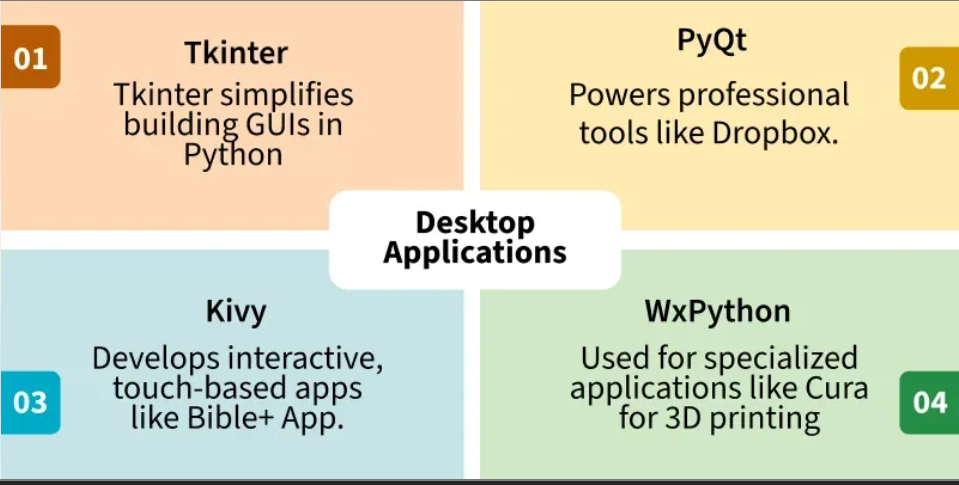 01
Tkinter
Tkinter simplifies
building GUIs in
Python
PyQt
02
Powers professional
tools like Dropbox.
Desktop
Applications
Kivy
Develops interactive,
touch-based apps
like Bible+ App.
03
WxPython
Used for specialized
applications like Cura
for 3D printing
04